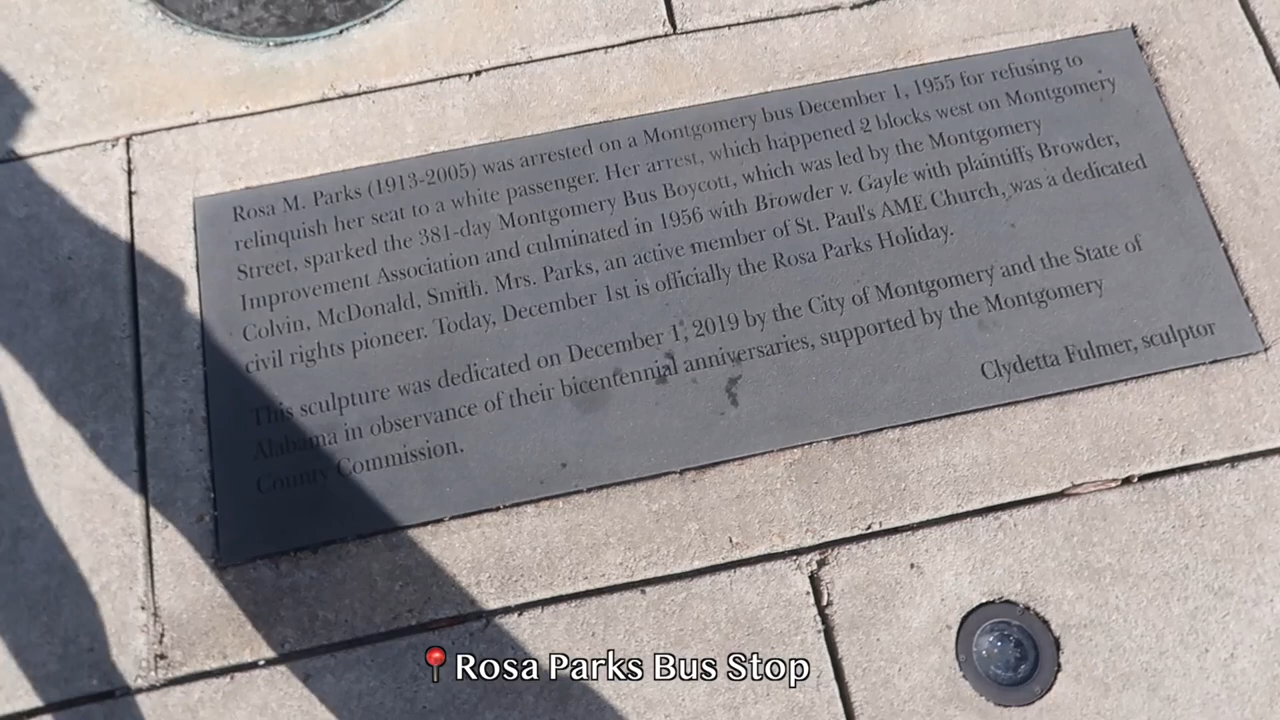 Rosa M. Parks (1913-2005) was arrested on a Montgomery bus December 1, 1955 for refusing to
relinquish her seat to a white passenger. Her arrest, which happened 2 blocks west on Montgomery
Street, sparked the 381-day Montgomery Bus Boycott, which was led by the Montgomery
Improvement Association and culminated in 1956 with Browder v. Gayle with plaintiffs Browder,
Colvin, McDonald, Smith. Mrs. Parks, an active member of St. Paul's AME Church, was a dedicated
civil rights pioneer. Today, December 1st is officially the Rosa Parks Holiday.
This sculpture was dedicated on December 1, 2019 by the City of Montgomery and the State of
Alabama in observance of their bicentennial anniversaries, supported by the Montgomery
County Commission.
Clydetta Fulmer, sculptor
Rosa Parks Bus Stop